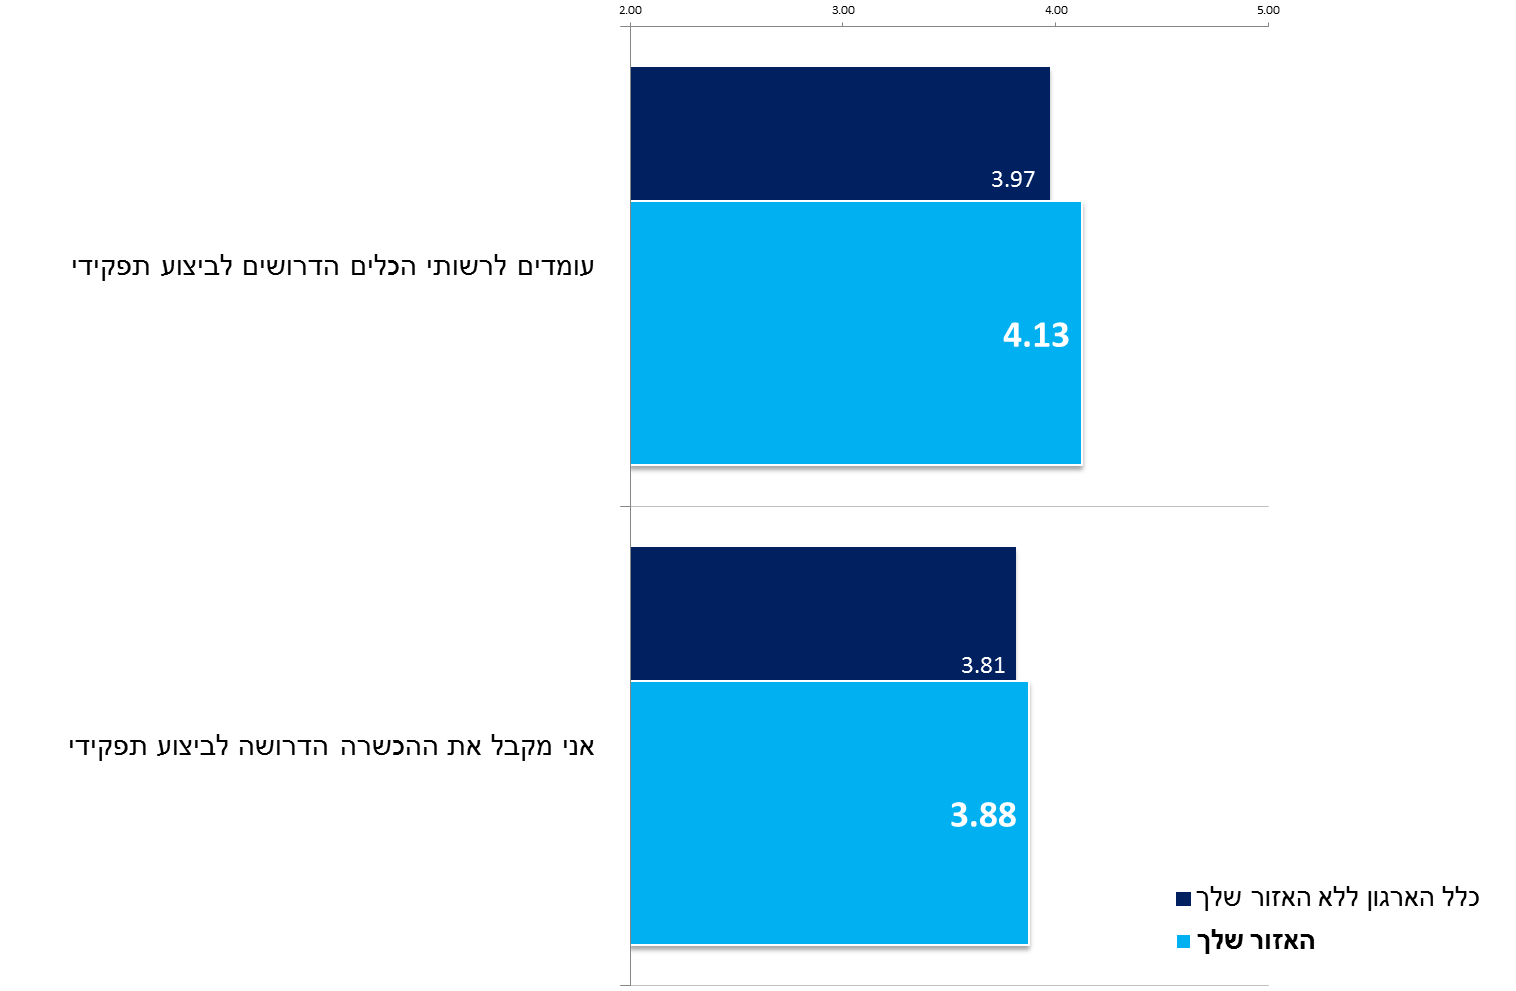 2.00 3.00 4.00 5.00
3.97
עומדים לרשותי הכלים הדרושים לביצוע תפקידי
4.13
3.81
אני מקבל את ההכשרה הדרושה לביצוע תפקידי
3.88
כלל הארגון ללא האזור שלך
האזור שלך